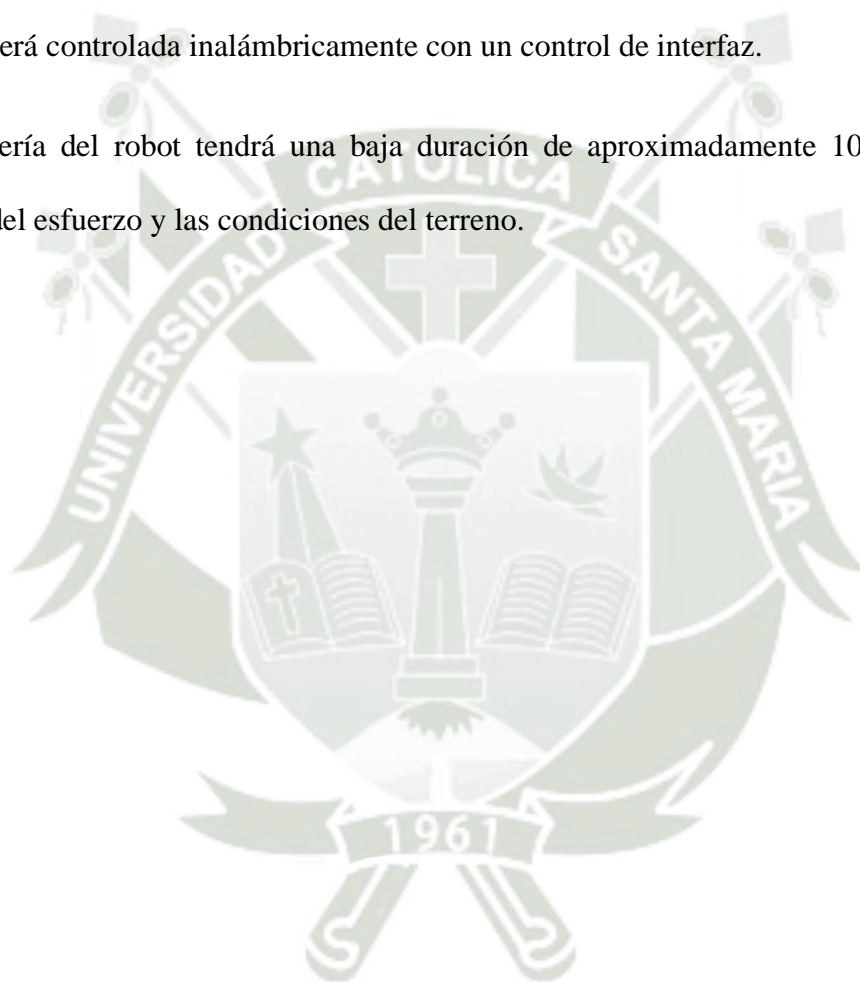 erá controlada inalámbricamente con un control de interfaz.
ería del robot tendrá una baja duración de aproximadamente 10
del esfuerzo y las condiciones del terreno.
UNIVERSIDAD CATOLICA SANTA MARIA
1961